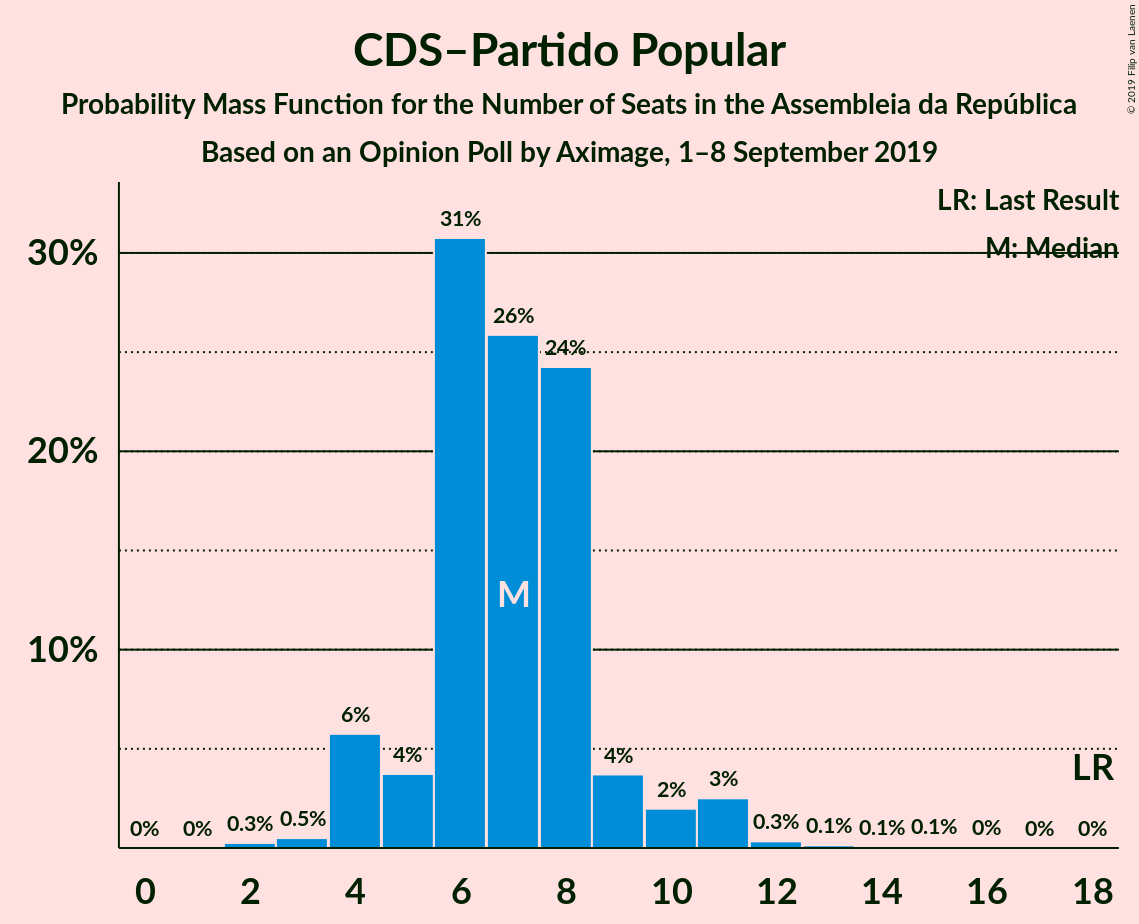 CDS–Partido Popular
Probability Mass Function for the Number of Seats in the Assembleia da República
Based on an Opinion Poll by Aximage, 1–8 September 2019
© 2019 Filip van Laenen
LR: Last Result
M: Median
30%
20%
10%
0%
0%
0.3%
0.5%
6%
4%
31%
26%
24%
4%
2%
3%
0.3%
0.1%
0.1%
0.1%
0%
0%
0%
M
LR
0 2 4 6 8 10 12 14 16 18